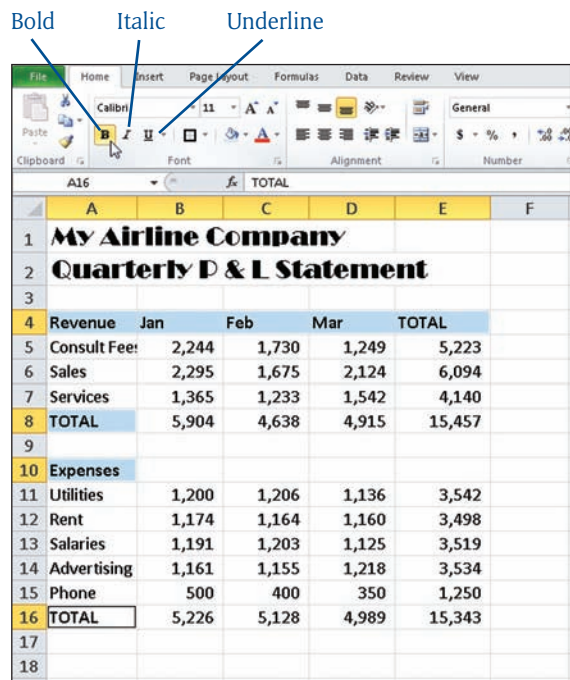 Bold Italic Underline
File Home Insert Page Layout Formulas Data Review View
Calibri 11 A A General
Paste B I U A $ % ,
Clipboard Font Alignment Number
A16 fx TOTAL
A B C D E F
1 My Airline Company
2 Quarterly P & L Statement
3
4 Revenue Jan Feb Mar TOTAL
5 Consult Fees 2,244 1,730 1,249 5,223
6 Sales 2,295 1,675 2,124 6,094
7 Services 1,365 1,233 1,542 4,140
8 TOTAL 5,904 4,638 4,915 15,457
9
10 Expenses
11 Utilities 1,200 1,206 1,136 3,542
12 Rent 1,174 1,164 1,160 3,498
13 Salaries 1,191 1,203 1,125 3,519
14 Advertising 1,161 1,155 1,218 3,534
15 Phone 500 400 350 1,250
16 TOTAL 5,226 5,128 4,989 15,343
17
18